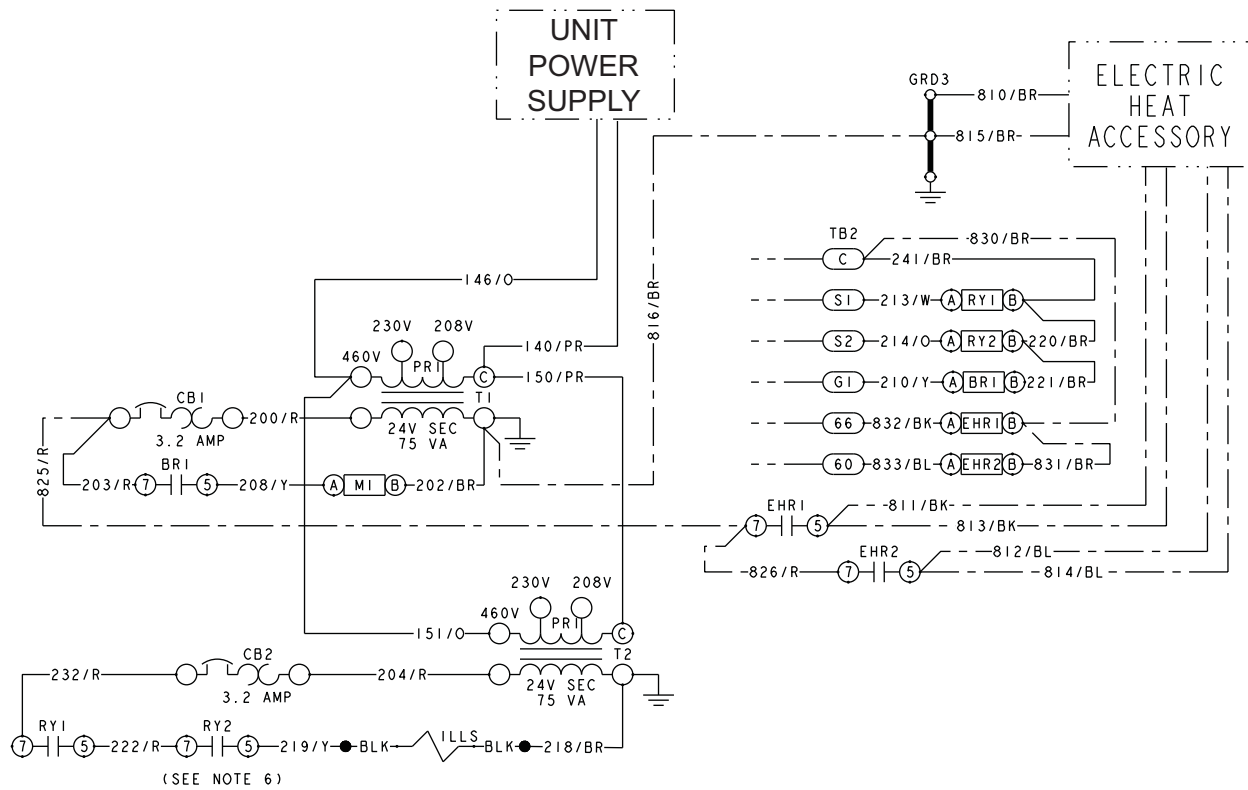 UNIT
POWER
SUPPLY
ELECTRIC
HEAT
ACCESSORY
GRD3
810/BR
815/BR
816/BR
TB2
830/BR
C
241/BR
S1 213/W A RY1 B
S2 214/O A RY2 B 220/BR
G1 210/Y A BR1 B 221/BR
66 832/BK A EHR1 B
60 833/BL A EHR2 B 831/BR
146/O
230V 208V
140/PR
460V PR1 C 150/PR
T1
CB1
200/R
3.2 AMP
24V SEC
75 VA
825/R
BR1
203/R 7 5 208/Y A M1 B 202/BR
EHR1
811/BK
7 5 813/BK
EHR2 812/BL
826/R 7 5 814/BL
230V 208V
460V
151/O PR1 C
T2
CB2
232/R 204/R
3.2 AMP
24V SEC
75 VA
RY1 RY2 ILLS
7 5 222/R 7 5 219/Y BLK BLK 218/BR
(SEE NOTE 6)